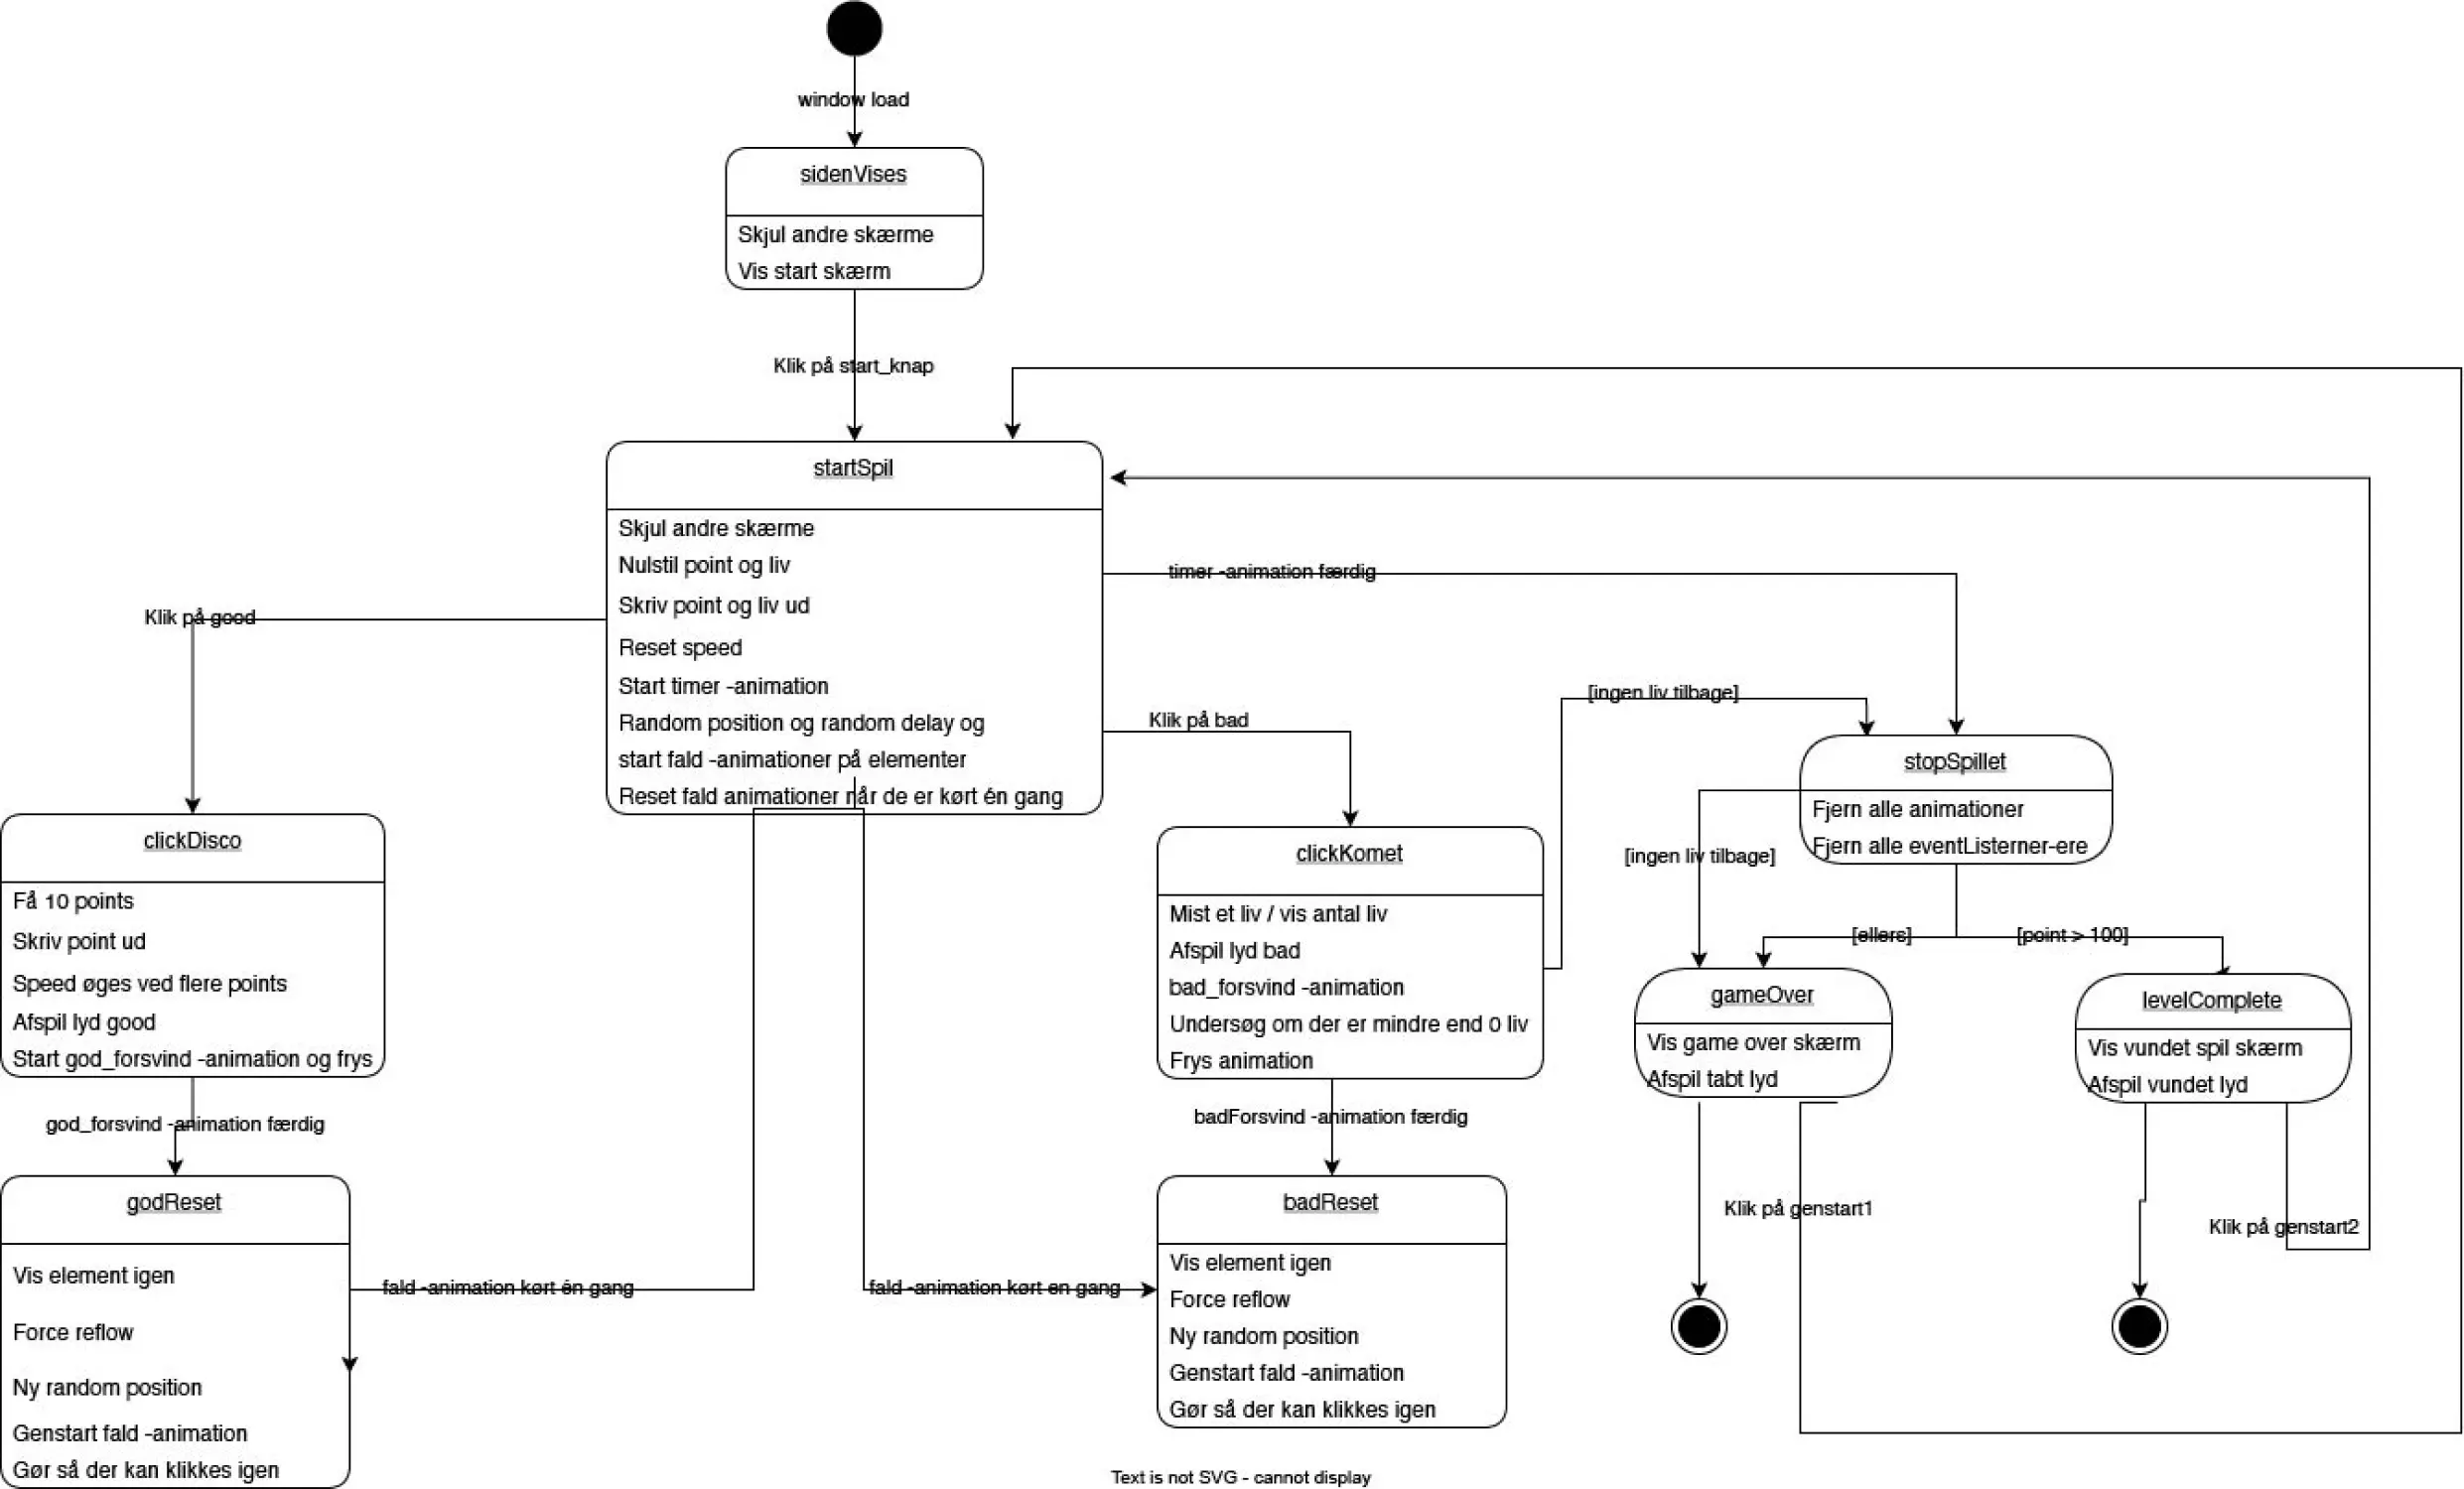 window load
sidenVises
Skjul andre skærme
Vis start skærm
Klik på start_knap
startSpil
Skjul andre skærme
Nulstil point og liv
Skriv point og liv ud
Reset speed
Start timer -animation
Random position og random delay og
start fald -animationer på elementer
Reset fald animationer når de er kørt én gang
timer -animation færdig
Klik på good
Klik på bad
[ingen liv tilbage]
clickDisco
Få 10 points
Skriv point ud
Speed øges ved flere points
Afspil lyd good
Start god_forsvind -animation og frys
clickKomet
Mist et liv / vis antal liv
Afspil lyd bad
bad_forsvind -animation
Undersøg om der er mindre end 0 liv
Frys animation
stopSpillet
Fjern alle animationer
Fjern alle eventListerner-ere
[ingen liv tilbage]
[ellers]
[point > 100]
gameOver
Vis game over skærm
Afspil tabt lyd
levelComplete
Vis vundet spil skærm
Afspil vundet lyd
god_forsvind -animation færdig
badForsvind -animation færdig
godReset
Vis element igen
Force reflow
Ny random position
Genstart fald -animation
Gør så der kan klikkes igen
fald -animation kørt én gang
fald -animation kørt en gang
badReset
Vis element igen
Force reflow
Ny random position
Genstart fald -animation
Gør så der kan klikkes igen
Klik på genstart1
Klik på genstart2
Text is not SVG - cannot display